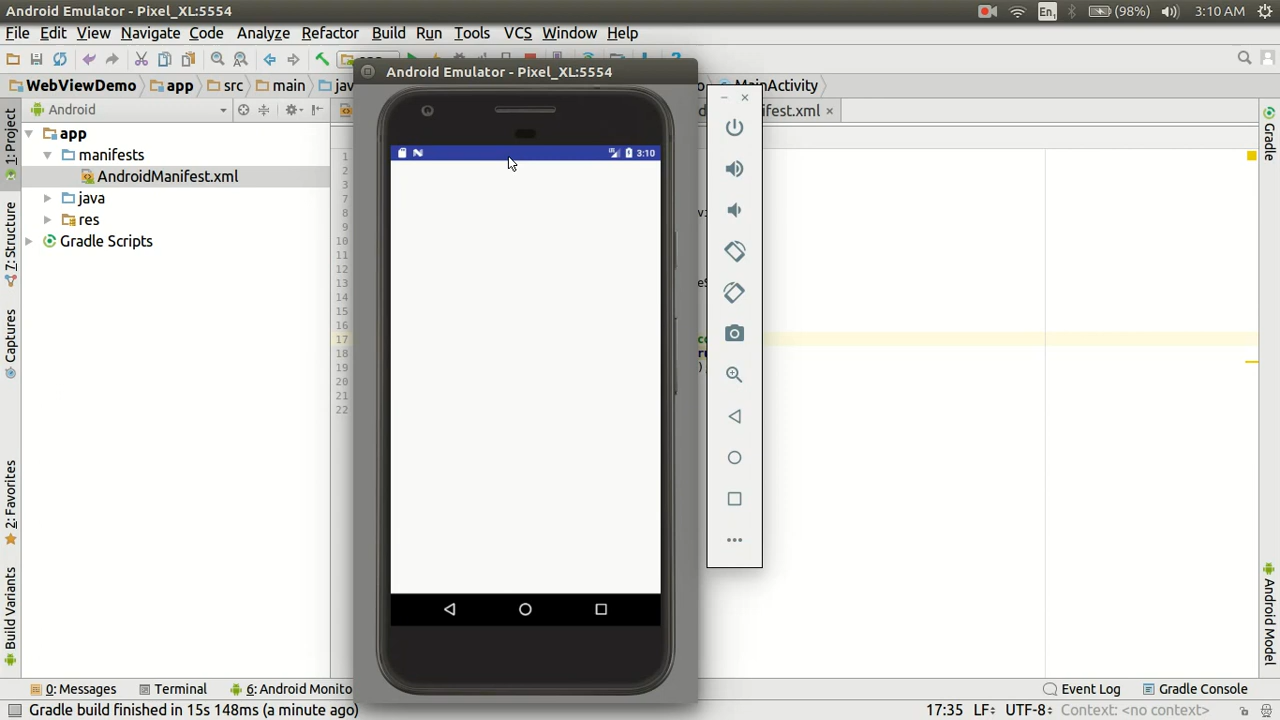 Android Emulator - Pixel_XL:5554
En1 (98%) 3:10 AM
File Edit View Navigate Code Analyze Refactor Build Run Tools VCS Window Help
Android Emulator - Pixel_XL:5554
WebViewDemo app src main MainActivity
Android
1: Project
7: Structure
Captures
2: Favorites
Build Variants
app
manifests
AndroidManifest.xml
java
res
Gradle Scripts
1
2
3
7
8
9
10
11
12
13
14
15
16
17
18
19
20
21
22
3:10
Gradle
Android Model
0: Messages Terminal 6: Android Monito Event Log Gradle Console
Gradle build finished in 15s 148ms (a minute ago) 17:35 LF÷ UTF-8÷ Context: <no context>